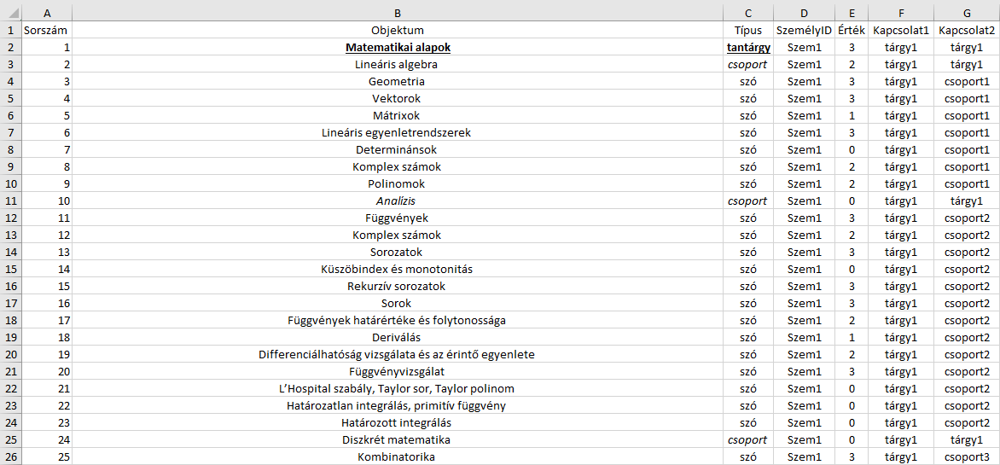 A B C D E F G
1 Sorszám Objektum Típus SzemélyID Érték Kapcsolat1 Kapcsolat2
2 1 Matematikai alapok tantárgy Szem1 3 tárgy1 tárgy1
3 2 Lineáris algebra csoport Szem1 2 tárgy1 tárgy1
4 3 Geometria szó Szem1 3 tárgy1 csoport1
5 4 Vektorok szó Szem1 3 tárgy1 csoport1
6 5 Mátrixok szó Szem1 1 tárgy1 csoport1
7 6 Lineáris egyenletrendszerek szó Szem1 3 tárgy1 csoport1
8 7 Determinánsok szó Szem1 0 tárgy1 csoport1
9 8 Komplex számok szó Szem1 2 tárgy1 csoport1
10 9 Polinomok szó Szem1 2 tárgy1 csoport1
11 10 Analízis csoport Szem1 0 tárgy1 tárgy1
12 11 Függvények szó Szem1 3 tárgy1 csoport2
13 12 Komplex számok szó Szem1 2 tárgy1 csoport2
14 13 Sorozatok szó Szem1 3 tárgy1 csoport2
15 14 Küszöbindex és monotonitás szó Szem1 0 tárgy1 csoport2
16 15 Rekurzív sorozatok szó Szem1 3 tárgy1 csoport2
17 16 Sorok szó Szem1 3 tárgy1 csoport2
18 17 Függvények határértéke és folytonossága szó Szem1 2 tárgy1 csoport2
19 18 Deriválás szó Szem1 1 tárgy1 csoport2
20 19 Differenciálhatóság vizsgálata és az érintő egyenlete szó Szem1 2 tárgy1 csoport2
21 20 Függvényvizsgálat szó Szem1 3 tárgy1 csoport2
22 21 L’Hospital szabály, Taylor sor, Taylor polinom szó Szem1 0 tárgy1 csoport2
23 22 Határozatlan integrálás, primitív függvény szó Szem1 0 tárgy1 csoport2
24 23 Határozott integrálás szó Szem1 0 tárgy1 csoport2
25 24 Diszkrét matematika csoport Szem1 0 tárgy1 tárgy1
26 25 Kombinatorika szó Szem1 3 tárgy1 csoport3